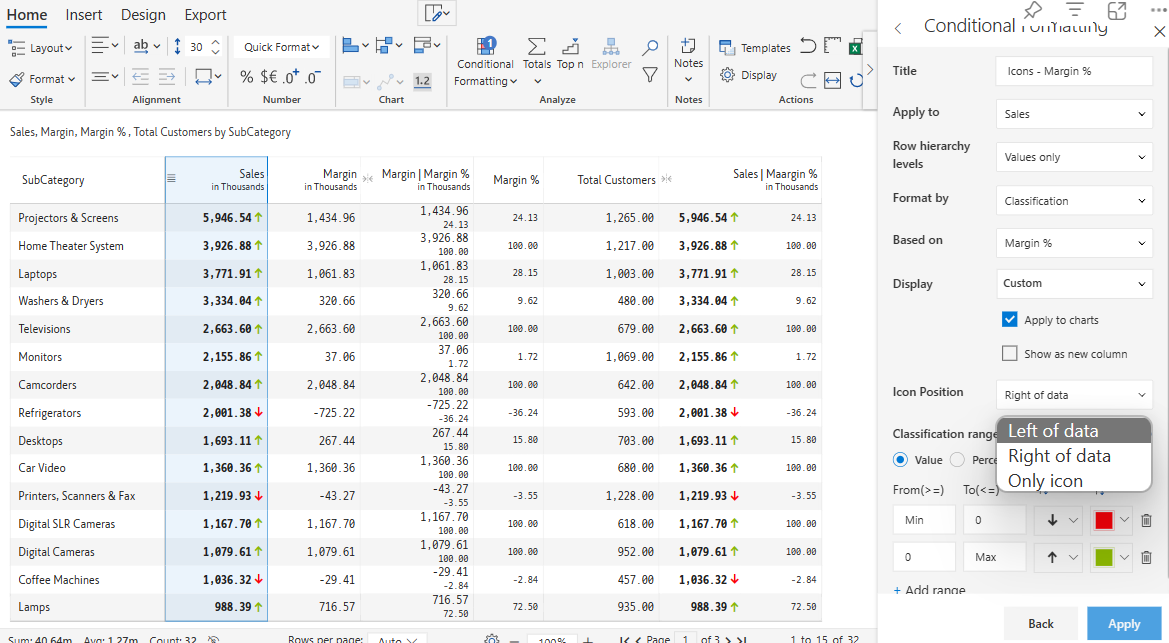 Home Insert Design Export
Layout ab 30 Quick Format
Format % $€ .0+ .0- 1.2
Conditional Formatting Totals Top n Explorer
Notes Templates
Display
Style Alignment Number Chart Analyze Notes Actions
Sales, Margin, Margin % , Total Customers by SubCategory
SubCategory Sales in Thousands Margin in Thousands Margin | Margin % in Thousands Margin % Total Customers Sales | Maargin % in Thousands
Projectors & Screens 5,946.54 1,434.96 1,434.96 24.13 24.13 1,265.00 5,946.54 24.13
Home Theater System 3,926.88 3,926.88 3,926.88 100.00 100.00 1,217.00 3,926.88 100.00
Laptops 3,771.91 1,061.83 1,061.83 28.15 28.15 1,003.00 3,771.91 28.15
Washers & Dryers 3,334.04 320.66 320.66 9.62 9.62 480.00 3,334.04 9.62
Televisions 2,663.60 2,663.60 2,663.60 100.00 100.00 679.00 2,663.60 100.00
Monitors 2,155.86 37.06 37.06 1.72 1.72 1,069.00 2,155.86 1.72
Camcorders 2,048.84 2,048.84 2,048.84 100.00 100.00 642.00 2,048.84 100.00
Refrigerators 2,001.38 -725.22 -725.22 -36.24 -36.24 593.00 2,001.38 -36.24
Desktops 1,693.11 267.44 267.44 15.80 15.80 703.00 1,693.11 15.80
Car Video 1,360.36 1,360.36 1,360.36 100.00 100.00 680.00 1,360.36 100.00
Printers, Scanners & Fax 1,219.93 -43.27 -43.27 -3.55 -3.55 1,228.00 1,219.93 -3.55
Digital SLR Cameras 1,167.70 1,167.70 1,167.70 100.00 100.00 618.00 1,167.70 100.00
Digital Cameras 1,079.61 1,079.61 1,079.61 100.00 100.00 952.00 1,079.61 100.00
Coffee Machines 1,036.32 -29.41 -29.41 -2.84 -2.84 457.00 1,036.32 -2.84
Lamps 988.39 716.57 716.57 72.50 72.50 935.00 988.39 72.50
Sum: 40.64m Avg: 1.27m Count: 32 Rows per page: Auto 100% Page 1 of 3 1 to 15 of 32
Conditional Formatting
Title Icons - Margin %
Apply to Sales
Row hierarchy levels Values only
Format by Classification
Based on Margin %
Display Custom
Apply to charts
Show as new column
Icon Position Right of data
Left of data
Right of data
Only icon
Classification range
Value Perce
From(>=) To(<=)
Min 0
0 Max
+ Add range
Back Apply